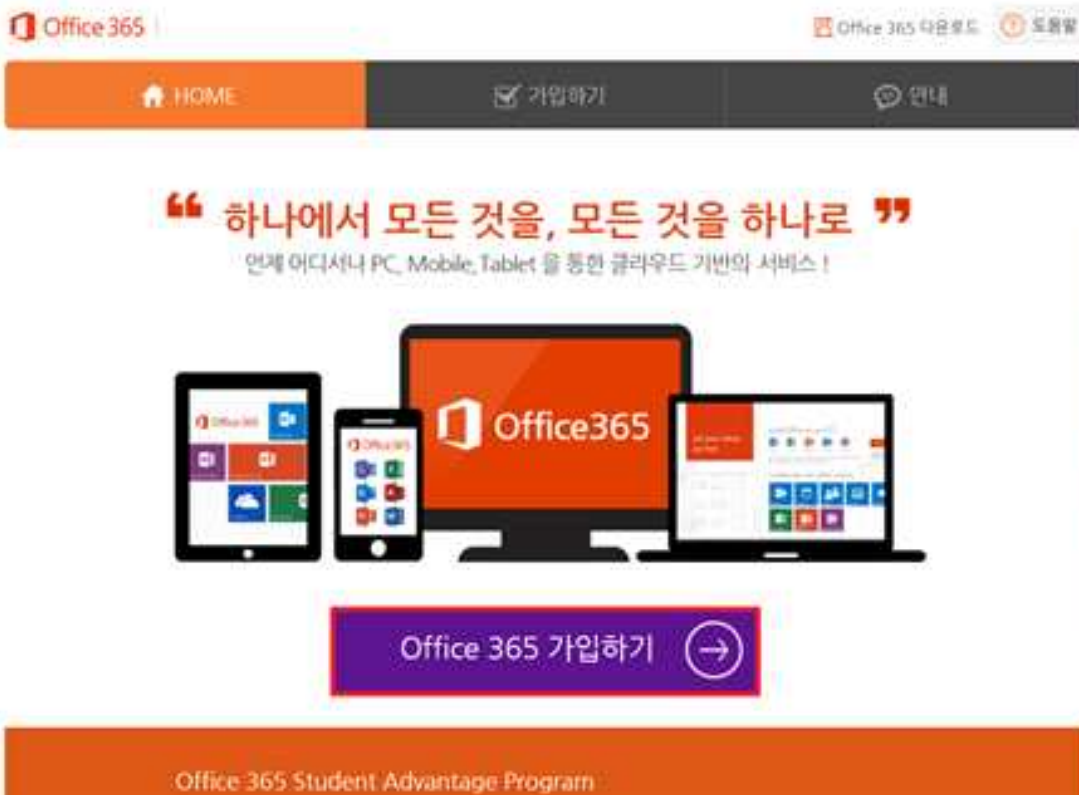 Office 365
Office 365 다운로드
도움말
HOME
가입하기
안내
“ 하나에서 모든 것을, 모든 것을 하나로 ”
언제 어디서나 PC, Mobile, Tablet 을 통한 클라우드 기반의 서비스 !
Office 365
Office365
Office365
Office 365 가입하기
Office 365 Student Advantage Program